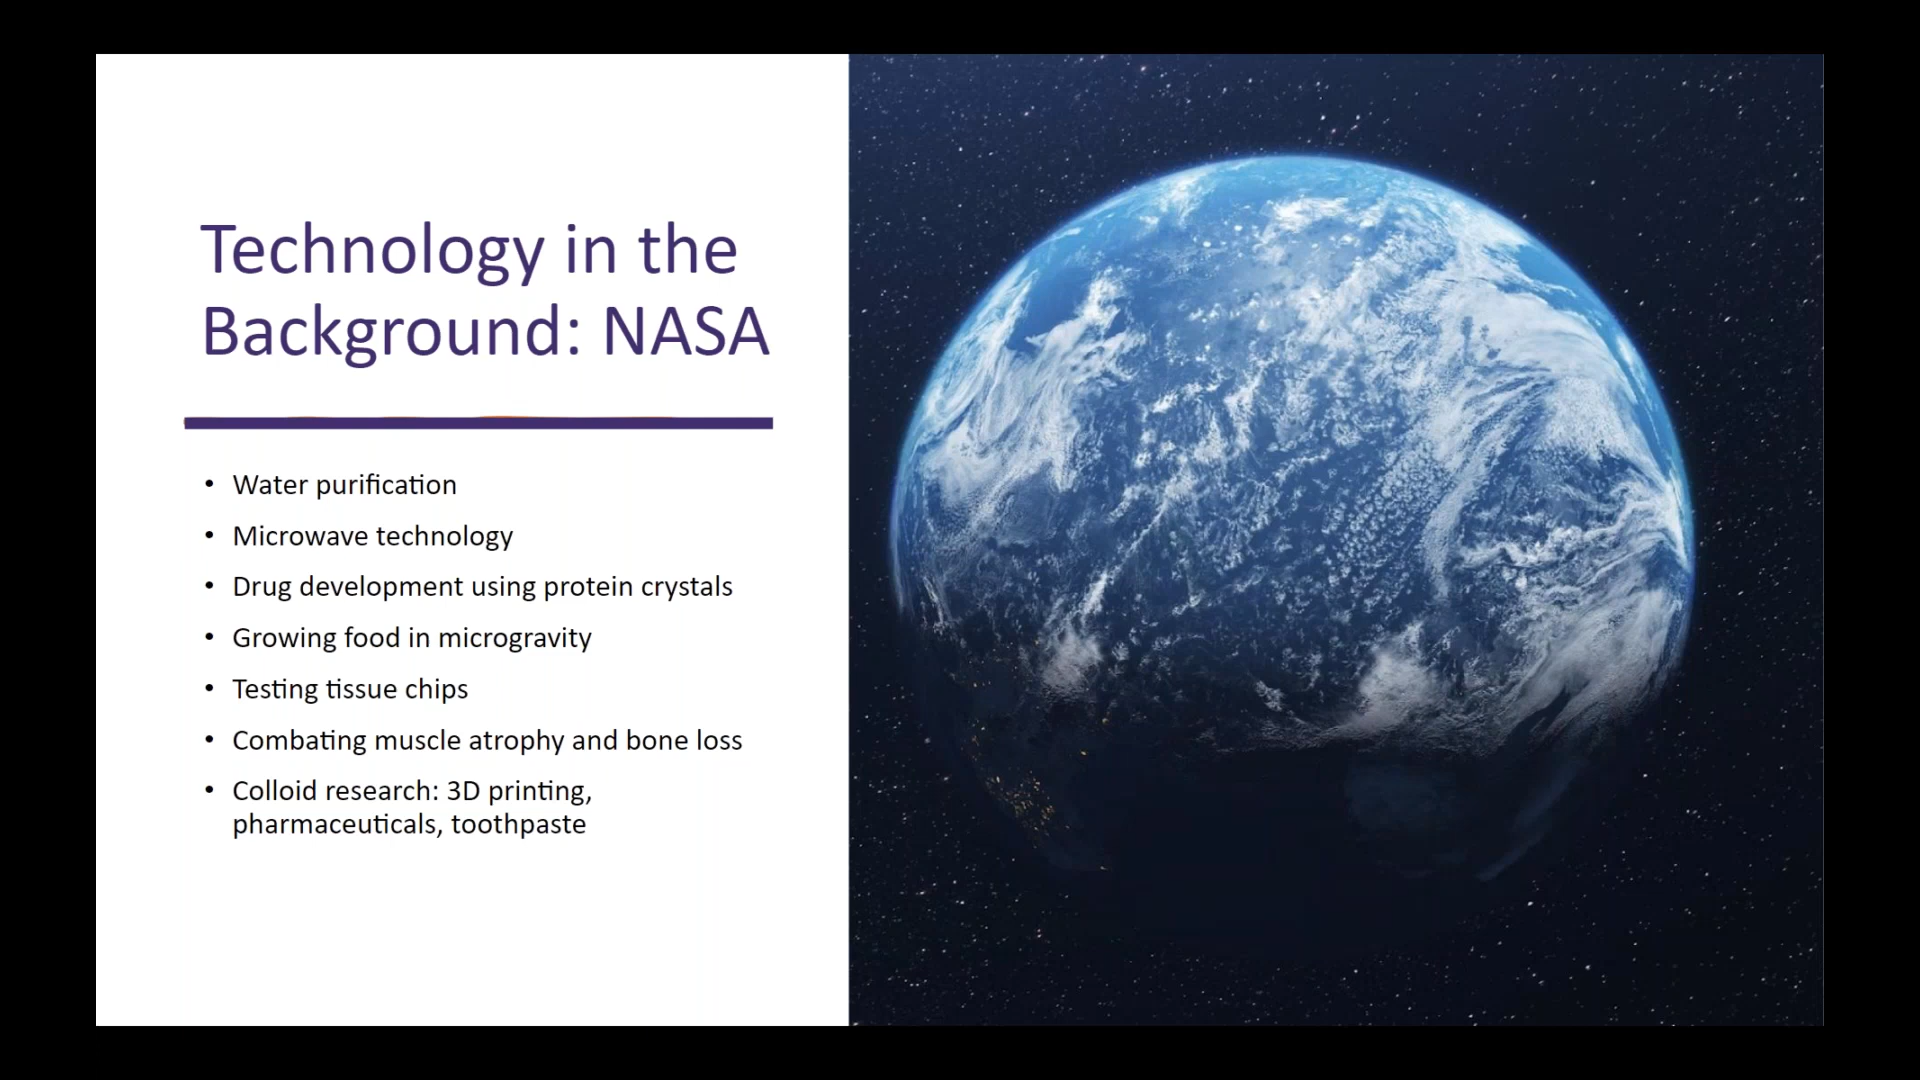 Technology in the
Background: NASA
• Water purification
• Microwave technology
• Drug development using protein crystals
• Growing food in microgravity
• Testing tissue chips
• Combating muscle atrophy and bone loss
• Colloid research: 3D printing,
pharmaceuticals, toothpaste